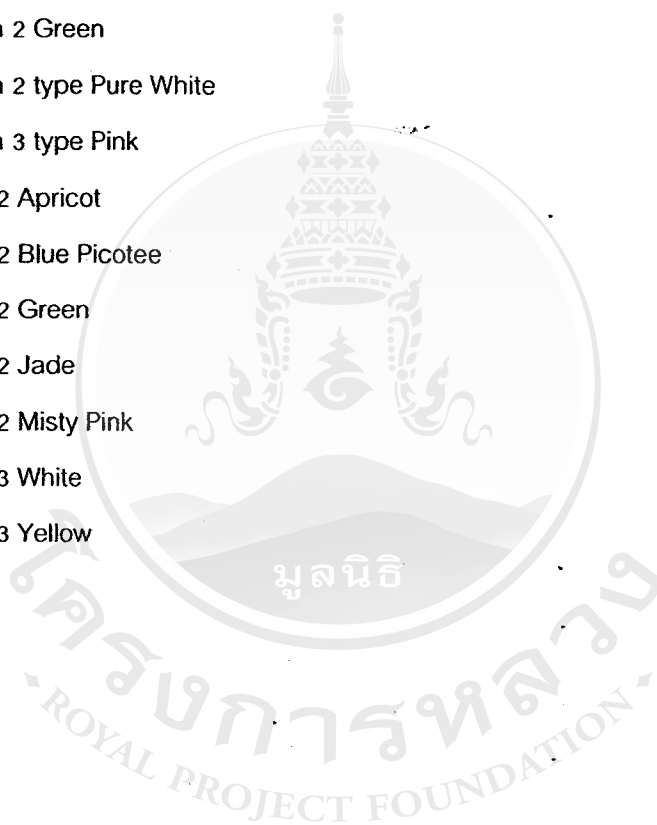 2 Green
2 type Pure White
3 type Pink
2 Apricot
2 Blue Picotee
2 Green
2 Jade
2 Misty Pink
3 White
3 Yellow
มูลนิธิ
โครงการหลวง
ROYAL PROJECT FOUNDATION